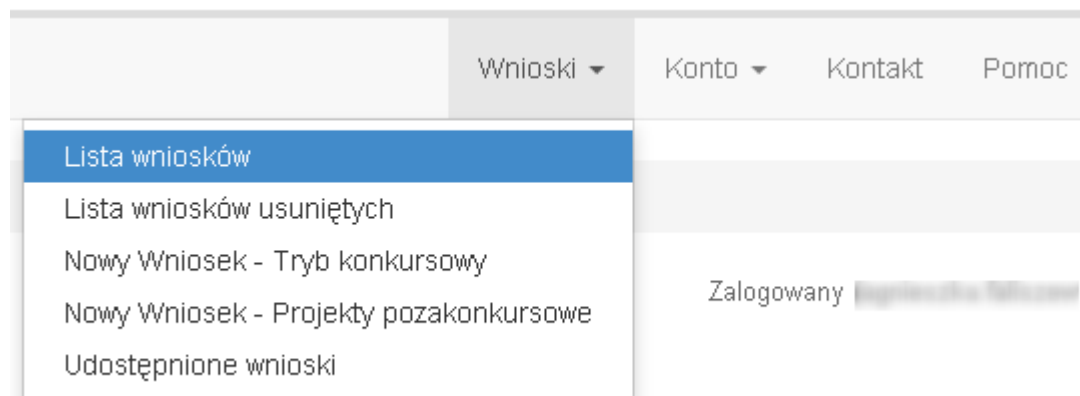 Wnioski Konto Kontakt Pomoc
Lista wniosków
Lista wniosków usuniętych
Nowy Wniosek - Tryb konkursowy
Nowy Wniosek - Projekty pozakonkursowe
Zalogowany
Udostępnione wnioski